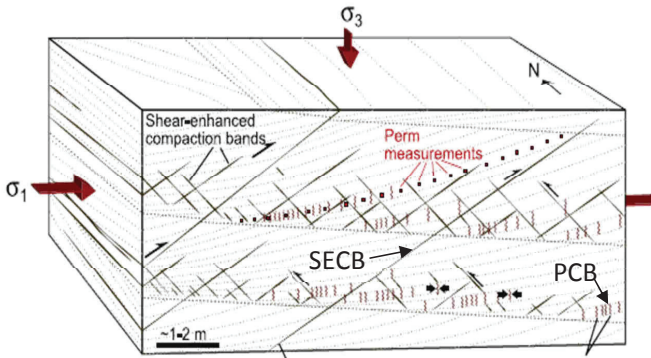 σ3
N
Shear-enhanced
compaction bands
Perm
measurements
σ1
SECB
PCB
~1-2 m